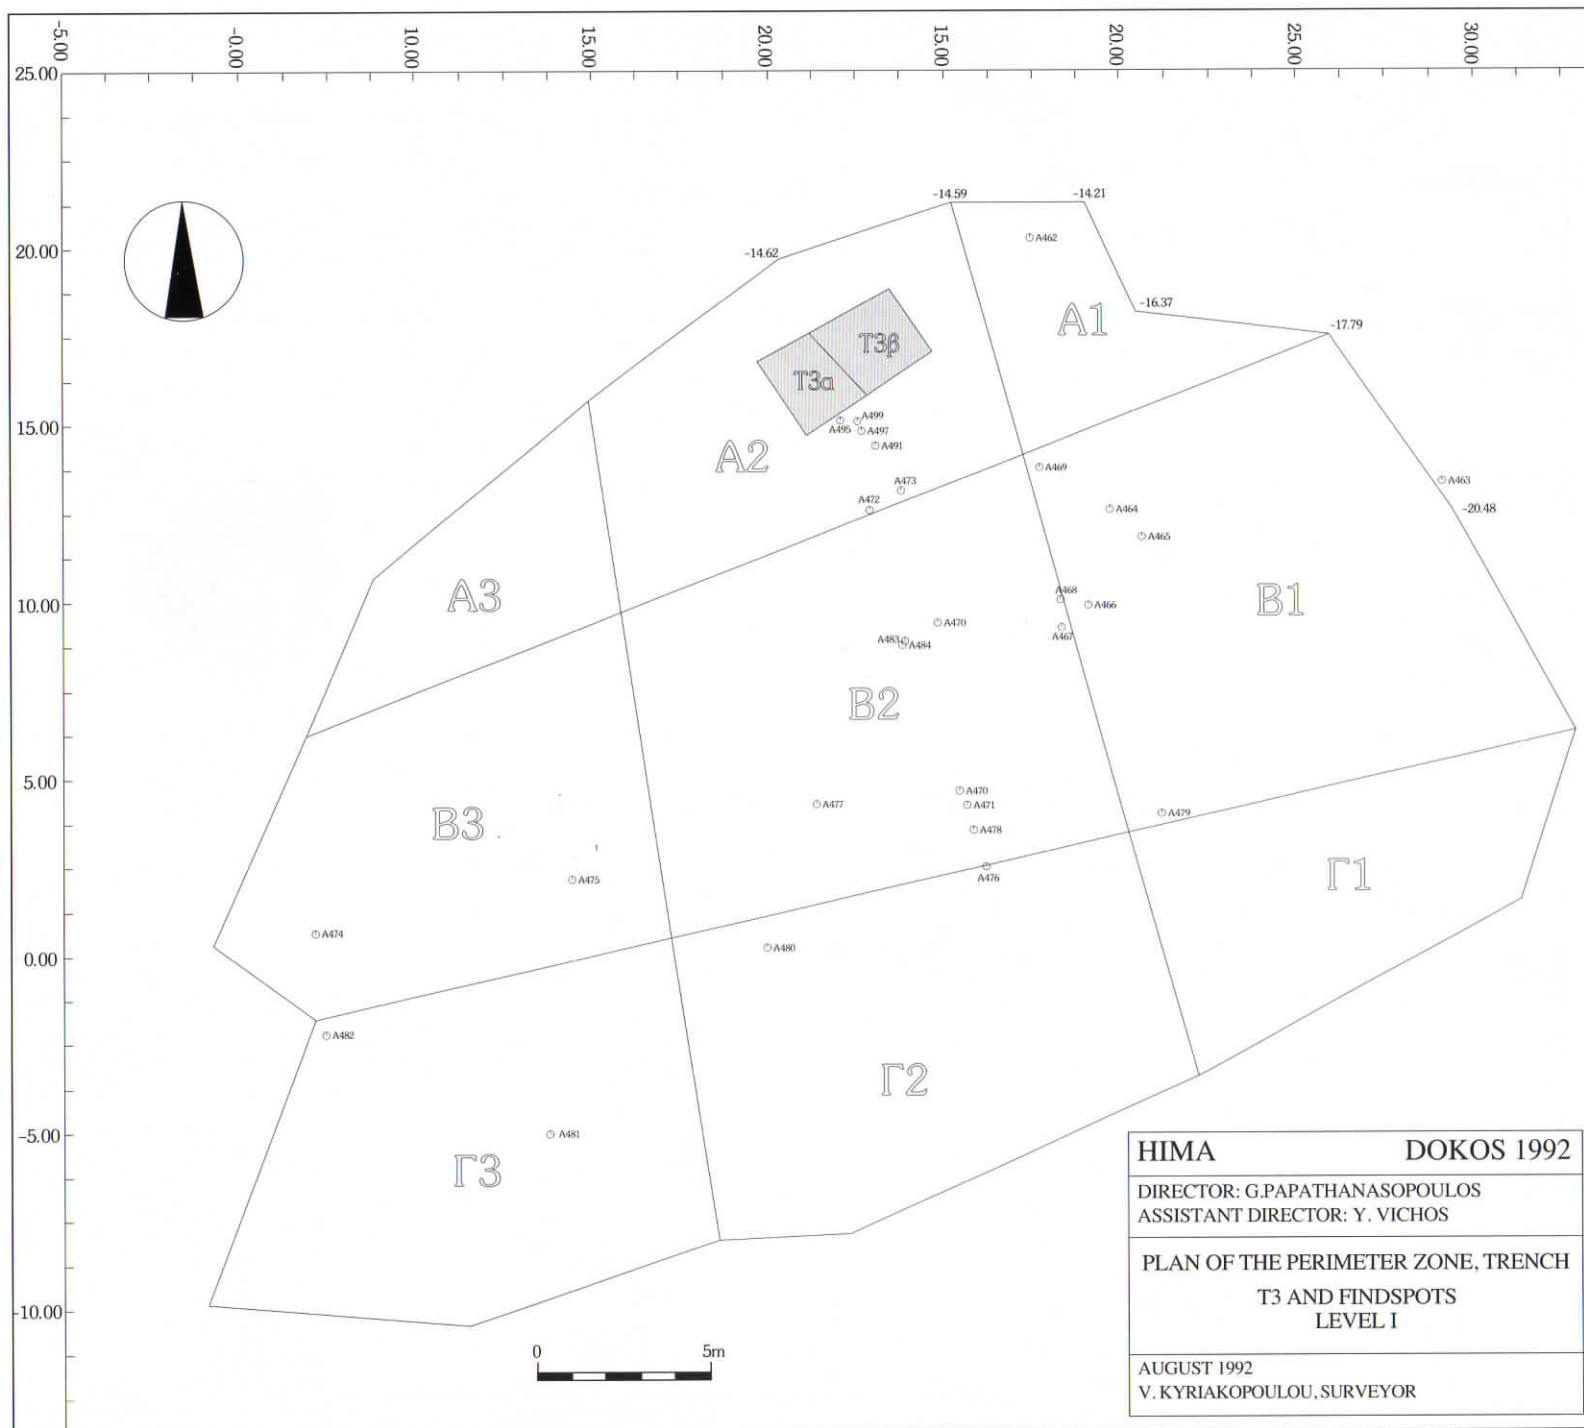 -5.00
-0.00
10.00
15.00
20.00
15.00
20.00
25.00
30.00
25.00
20.00
15.00
10.00
5.00
0.00
-5.00
-10.00
-14.59
-14.21
-14.62
A462
-16.37
A1
-17.79
T3β
T3α
A499
A495
A497
A491
A2
A473
A472
A469
A463
A464
-20.48
A465
A3
A468
A466
B1
A470
A467
A483
A484
B2
A470
A477
A471
A479
B3
A478
A476
A475
Γ1
A474
A480
A482
Γ2
A481
Γ3
HIMA DOKOS 1992
DIRECTOR: G.PAPATHANASOPOULOS
ASSISTANT DIRECTOR: Y. VICHOS
PLAN OF THE PERIMETER ZONE, TRENCH
T3 AND FINDSPOTS
LEVEL I
AUGUST 1992
V. KYRIAKOPOULOU, SURVEYOR
0 5m